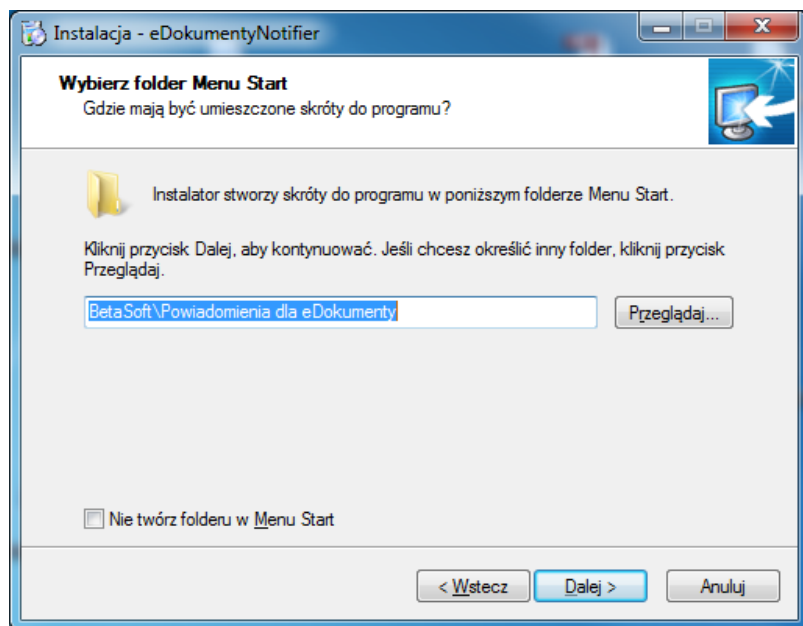 Instalacja - eDokumentyNotifier
Wybierz folder Menu Start
Gdzie mają być umieszczone skróty do programu?
Instalator stworzy skróty do programu w poniższym folderze Menu Start.
Kliknij przycisk Dalej, aby kontynuować. Jeśli chcesz określić inny folder, kliknij przycisk
Przeglądaj.
BetaSoft\Powiadomienia dla eDokumenty
Przeglądaj...
Nie twórz folderu w Menu Start
< Wstecz
Dalej >
Anuluj